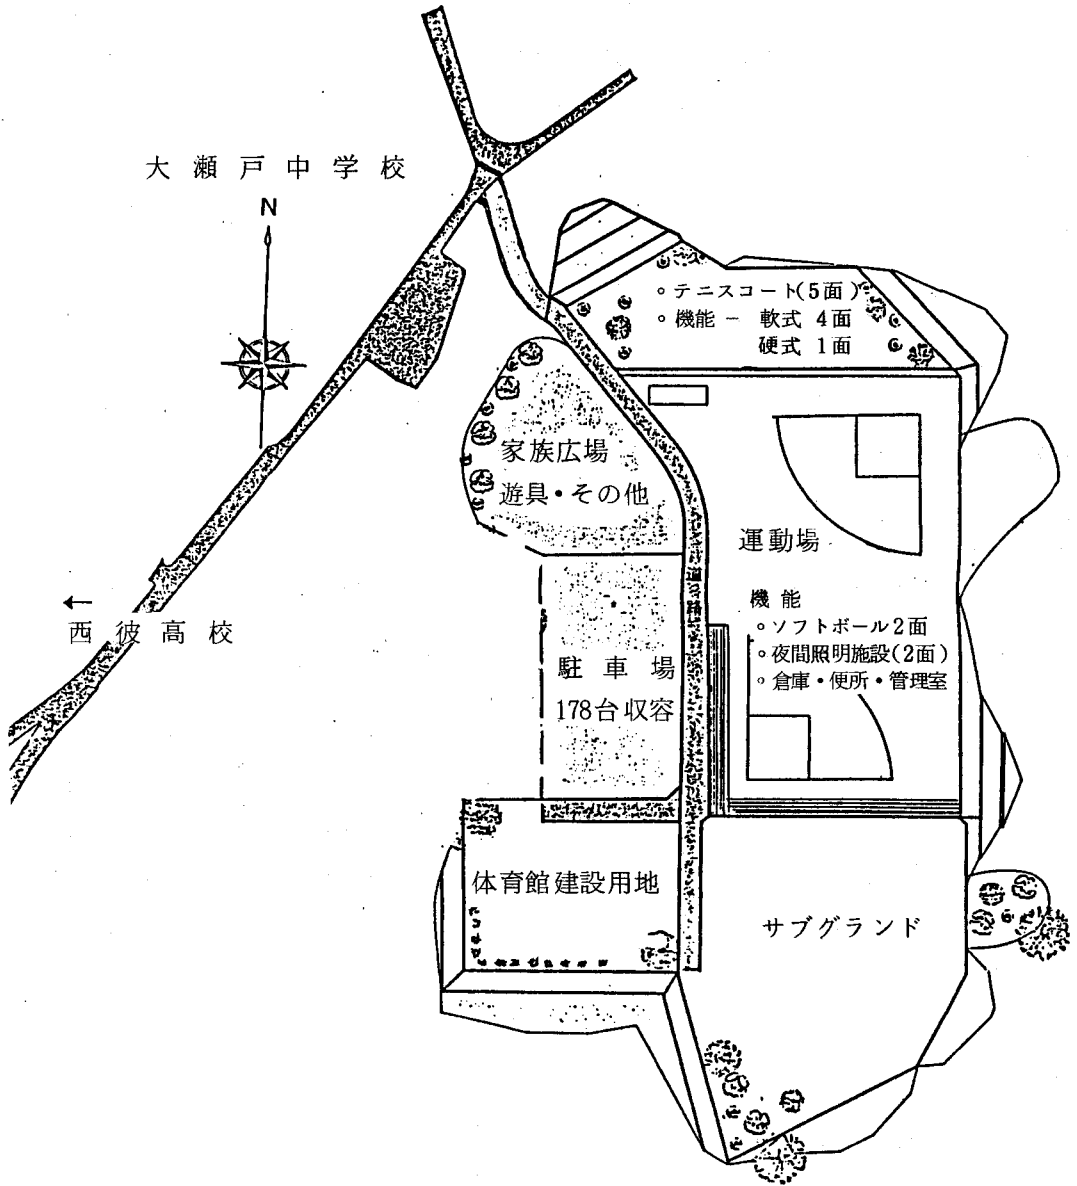 大瀬戸中学校
N
テニスコート(5面)
機能－軟式 4面
硬式 1面
家族広場
遊具・その他
運動場
道路
機能
ソフトボール2面
夜間照明施設(2面)
倉庫・便所・管理室
←
西彼高校
駐車場
178台収容
体育館建設用地
サブグランド